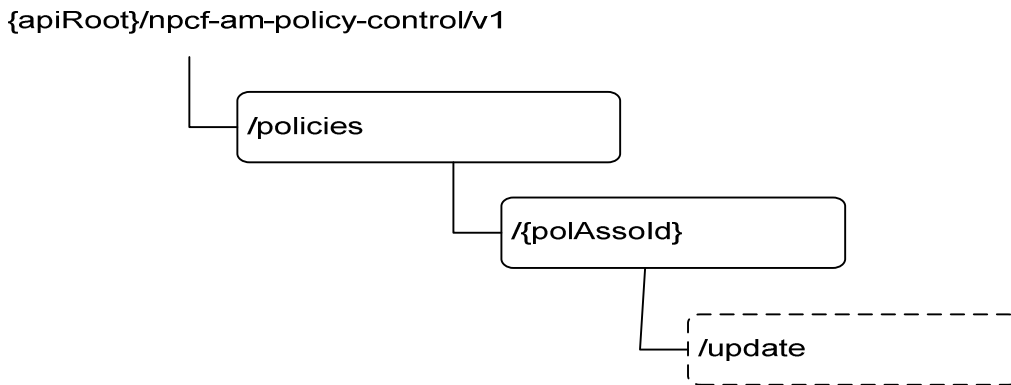 {apiRoot}/npcf-am-policy-control/v1
/policies
/{polAssoId}
/update